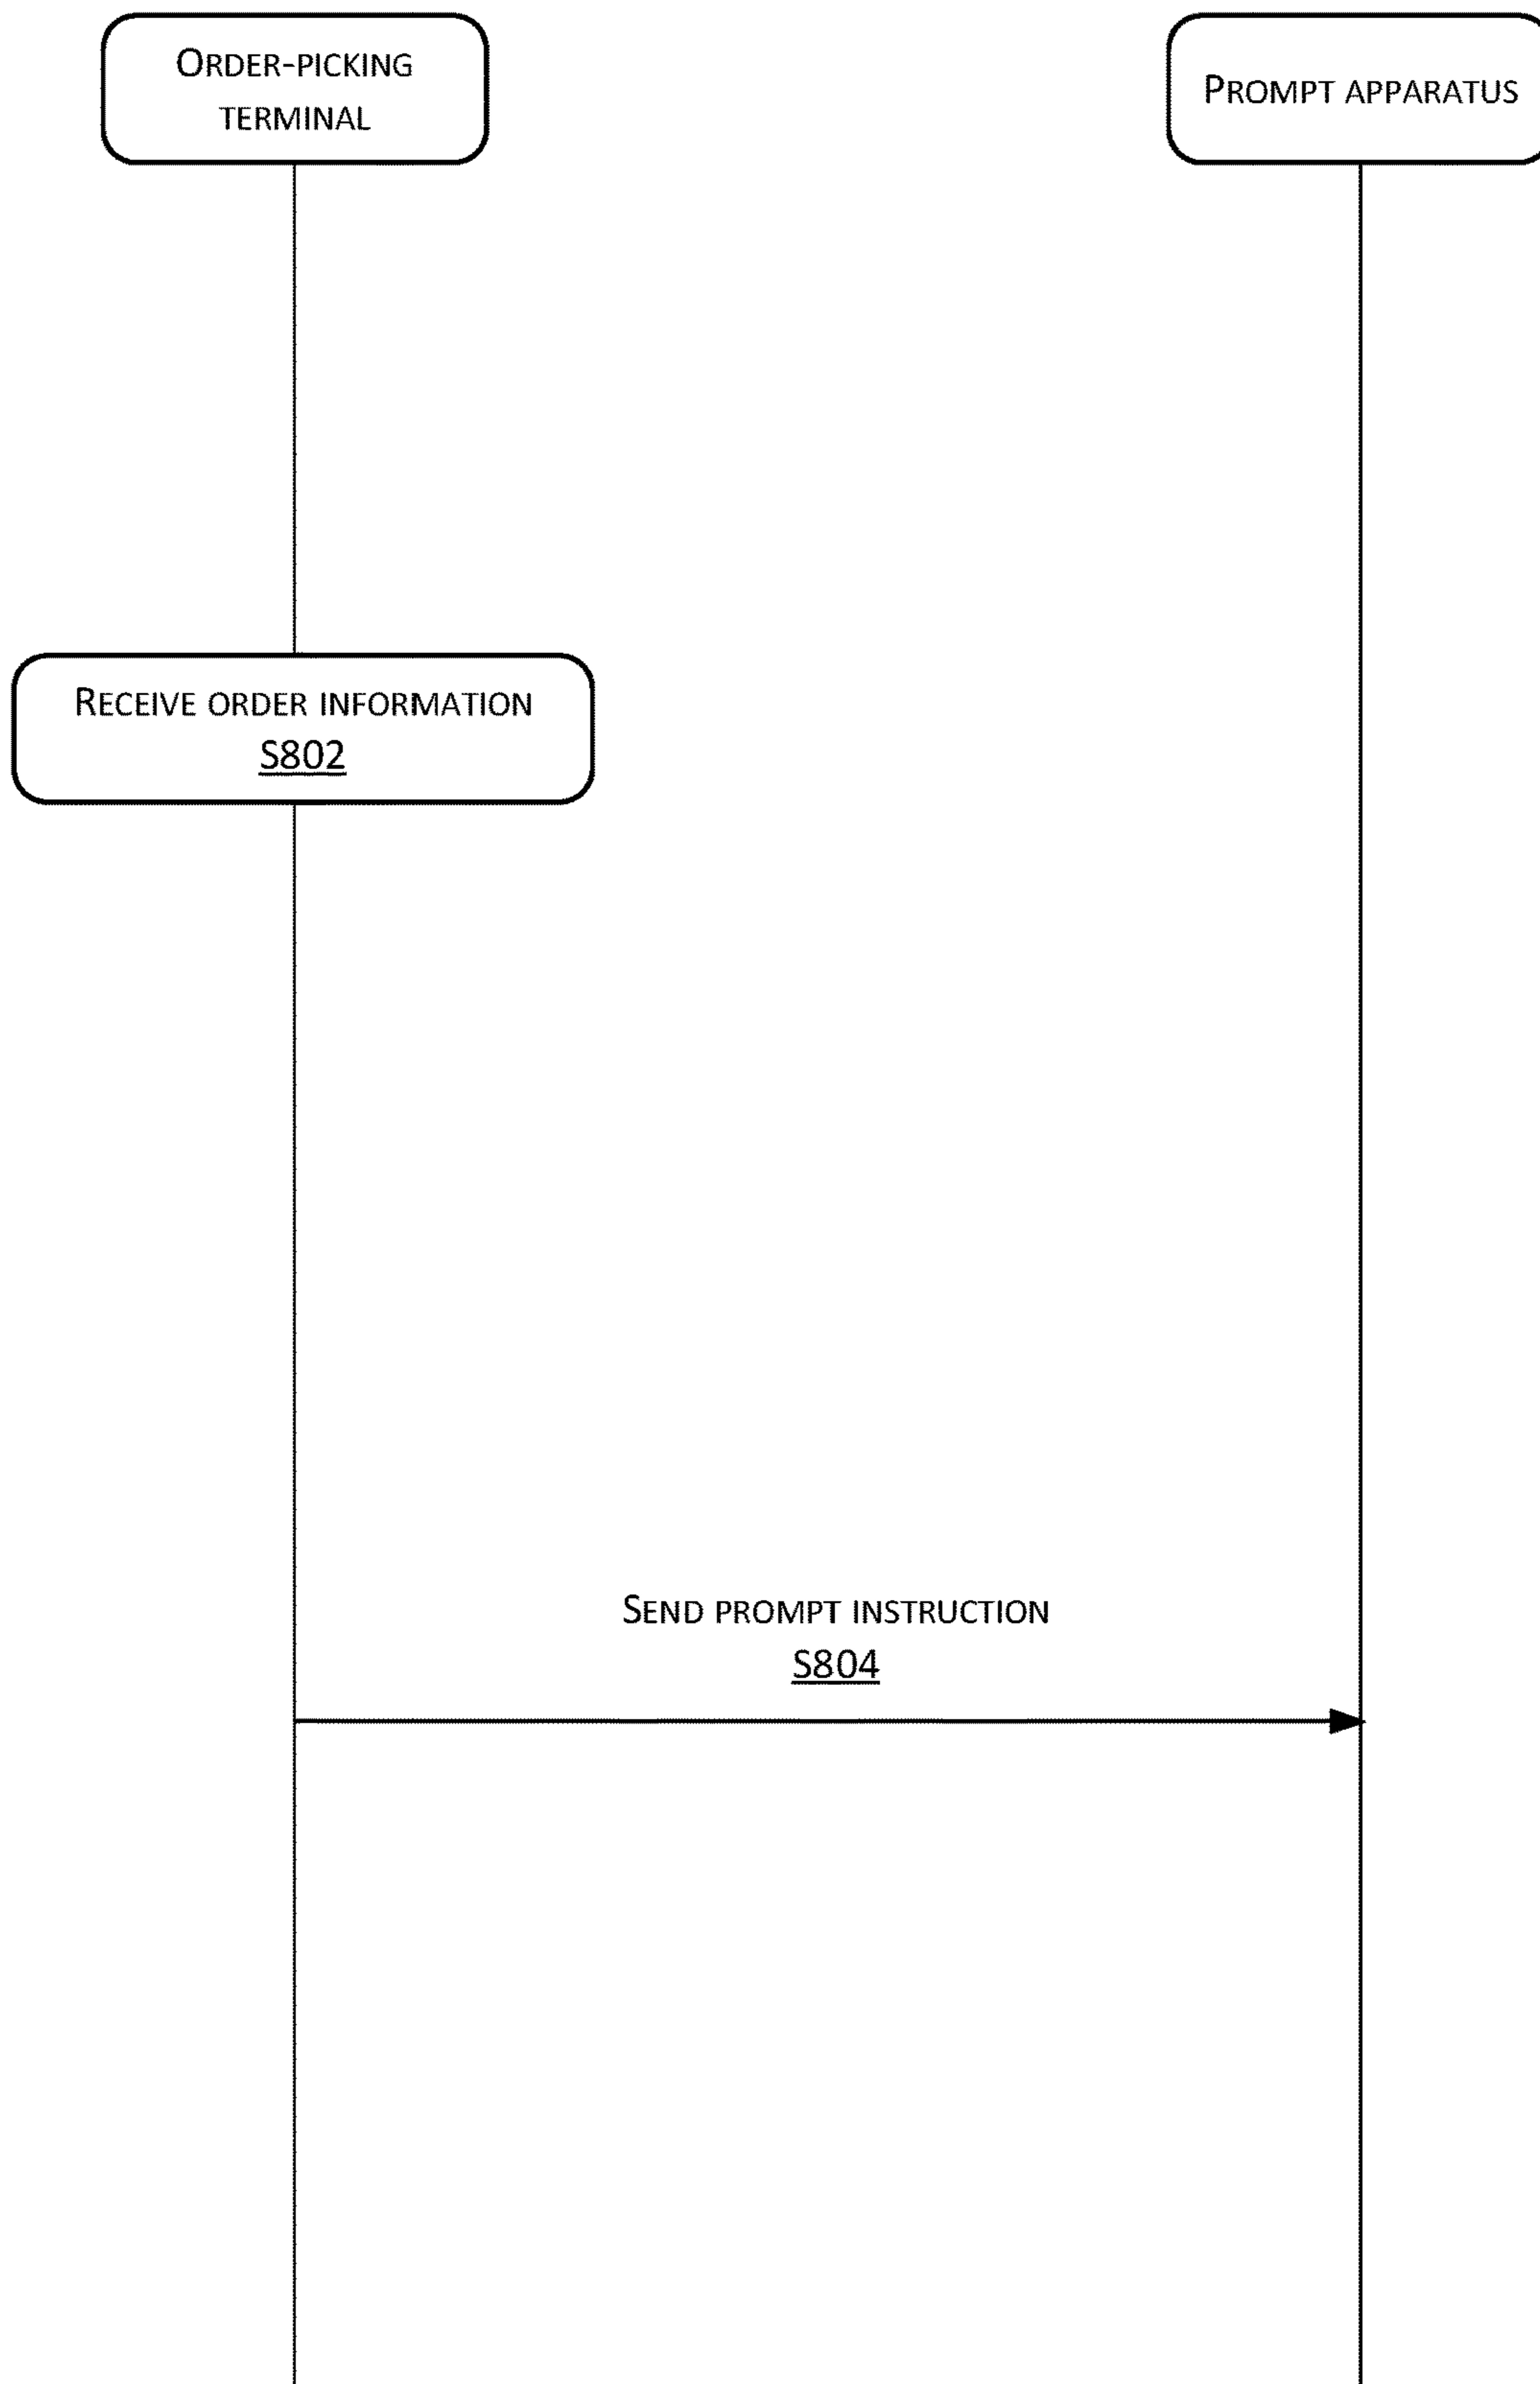 ORDER-PICKING
TERMINAL
PROMPT APPARATUS
RECEIVE ORDER INFORMATION
S802
SEND PROMPT INSTRUCTION
S804